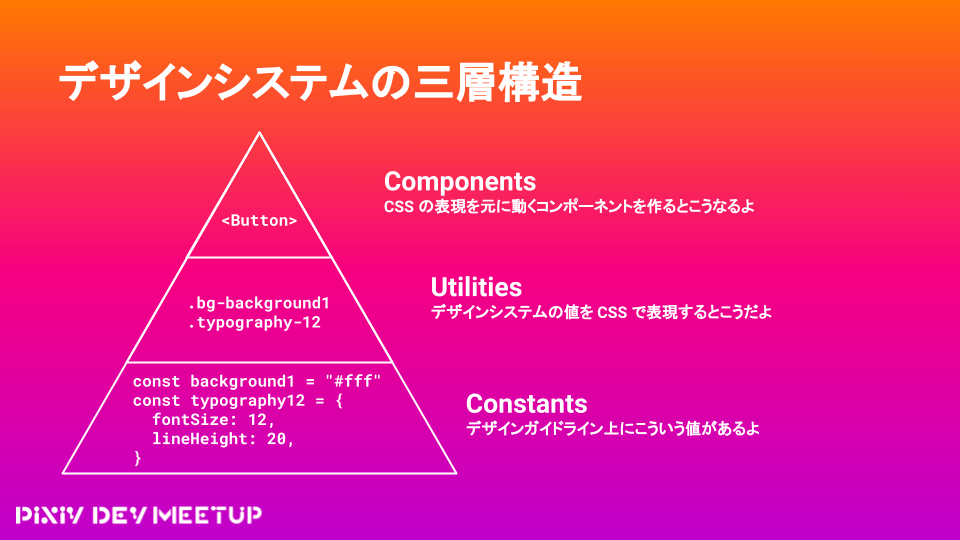 デザインシステムの三層構造
<Button>
Components
CSS の表現を元に動くコンポーネントを作るとこうなるよ
.bg-background1
.typography-12
Utilities
デザインシステムの値を CSS で表現するとこうだよ
const background1 = "#fff"
const typography12 = {
  fontSize: 12,
  lineHeight: 20,
}
Constants
デザインガイドライン上にこういう値があるよ
PIXIV DEV MEETUP